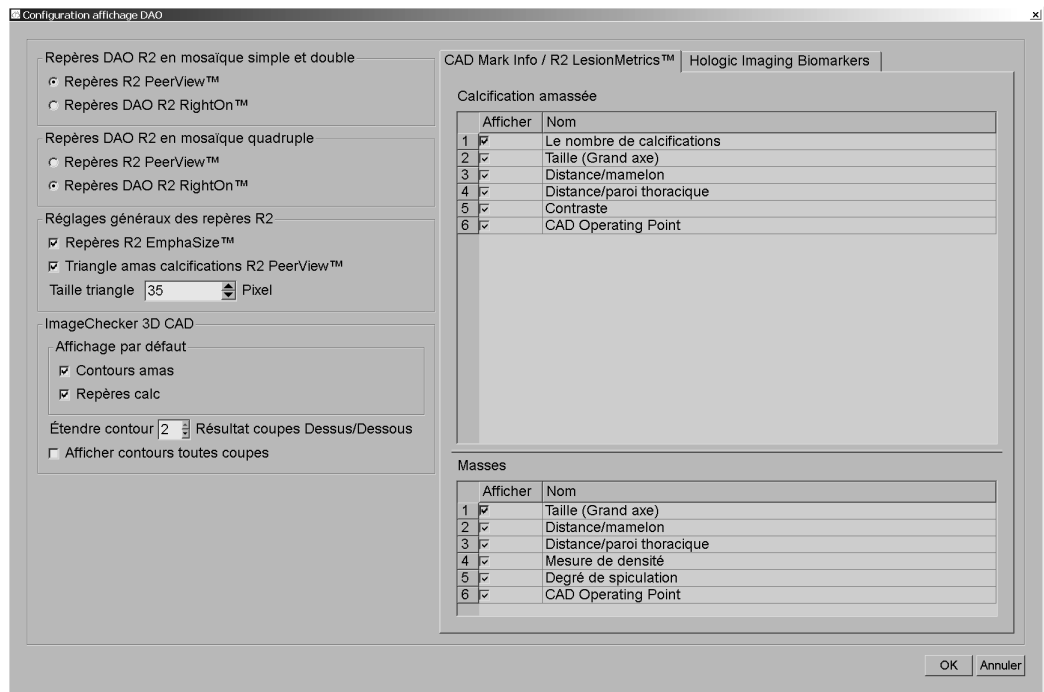 Configuration affichage DAO
Repères DAO R2 en mosaïque simple et double
Repères R2 PeerView™
Repères DAO R2 RightOn™
Repères DAO R2 en mosaïque quadruple
Repères R2 PeerView™
Repères DAO R2 RightOn™
Réglages généraux des repères R2
Repères R2 EmphaSize™
Triangle amas calcifications R2 PeerView™
Taille triangle 35 Pixel
ImageChecker 3D CAD
Affichage par défaut
Contours amas
Repères calc
Étendre contour 2 Résultat coupes Dessus/Dessous
Afficher contours toutes coupes
CAD Mark Info / R2 LesionMetrics™ Hologic Imaging Biomarkers
Calcification amassée
Afficher Nom
1 Le nombre de calcifications
2 Taille (Grand axe)
3 Distance/mamelon
4 Distance/paroi thoracique
5 Contraste
6 CAD Operating Point
Masses
Afficher Nom
1 Taille (Grand axe)
2 Distance/mamelon
3 Distance/paroi thoracique
4 Mesure de densité
5 Degré de spiculation
6 CAD Operating Point
OK Annuler